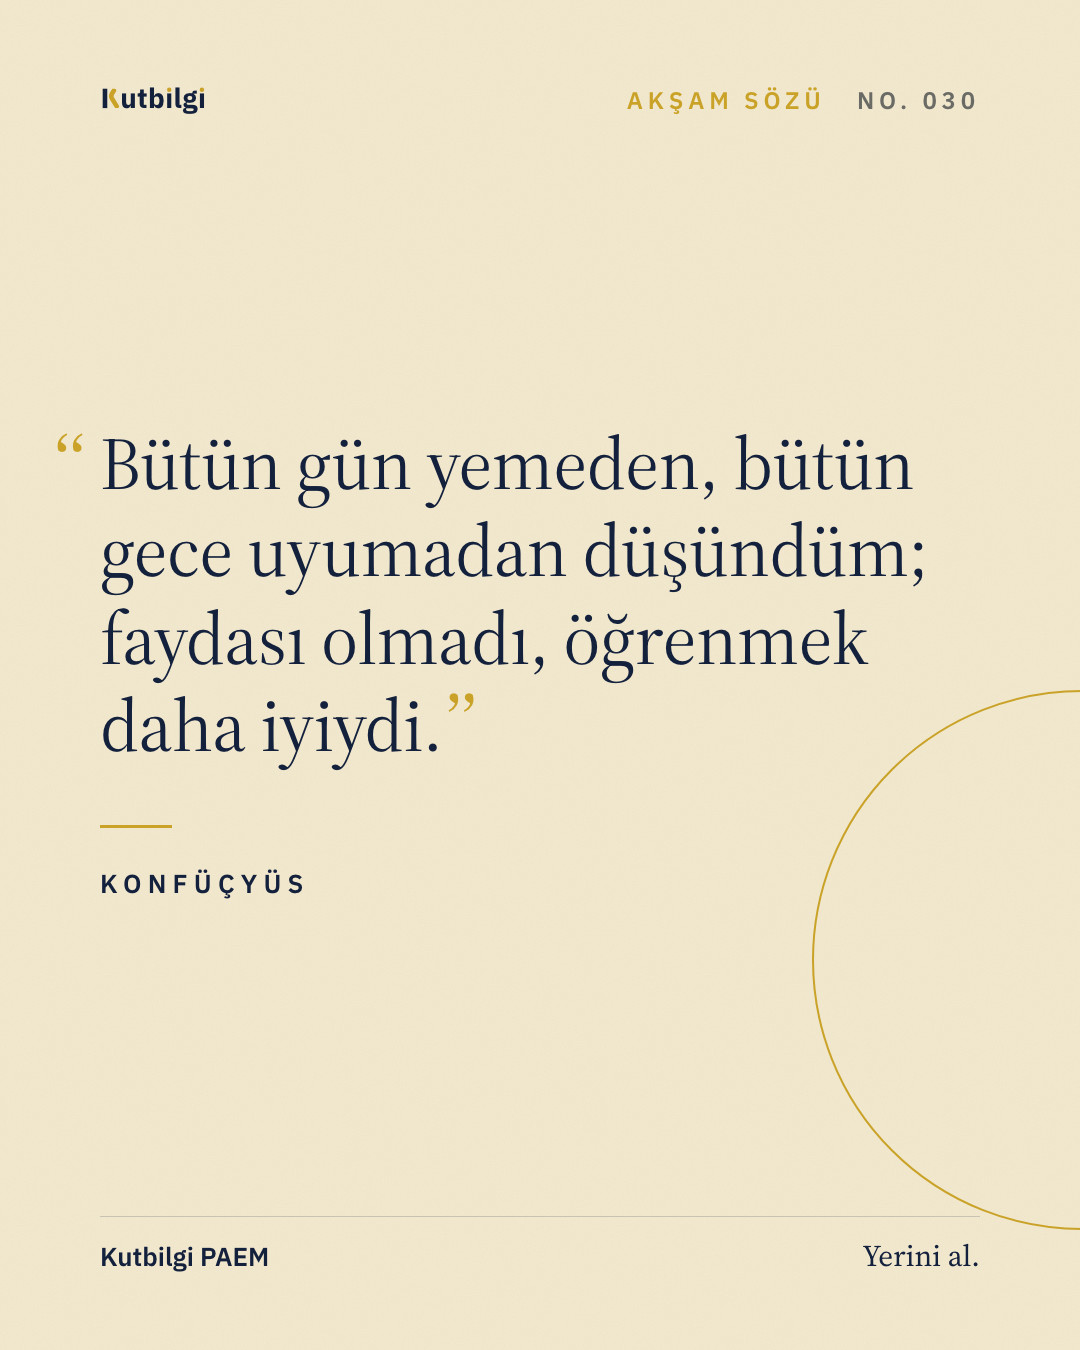 Kutbilgi
AKŞAM SÖZÜ NO. 030
“Bütün gün yemeden, bütün
gece uyumadan düşündüm;
faydası olmadı, öğrenmek
daha iyiydi.”
KONFÜÇYÜS
Kutbilgi PAEM
Yerini al.